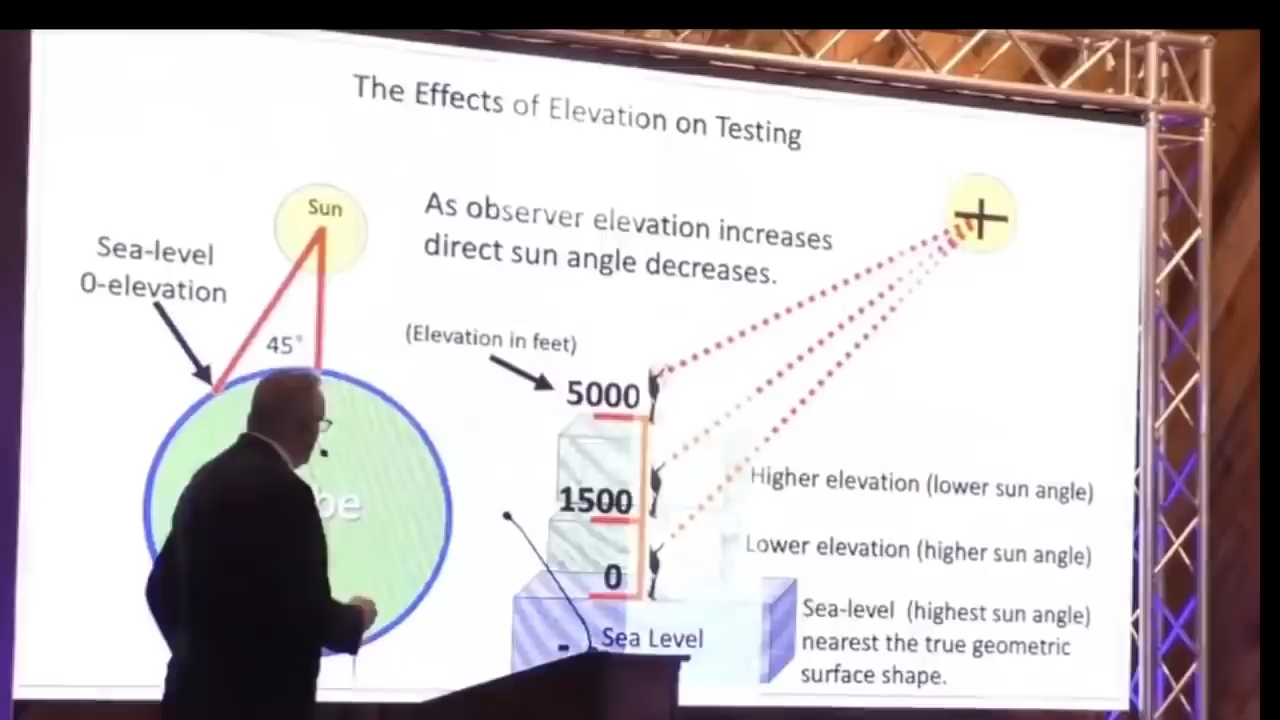 The Effects of Elevation on Testing
Sun
As observer elevation increases
direct sun angle decreases.
Sea-level
0-elevation
45°
(Elevation in feet)
5000
1500
0
Sea Level
Higher elevation (lower sun angle)
Lower elevation (higher sun angle)
Sea-level (highest sun angle)
nearest the true geometric
surface shape.